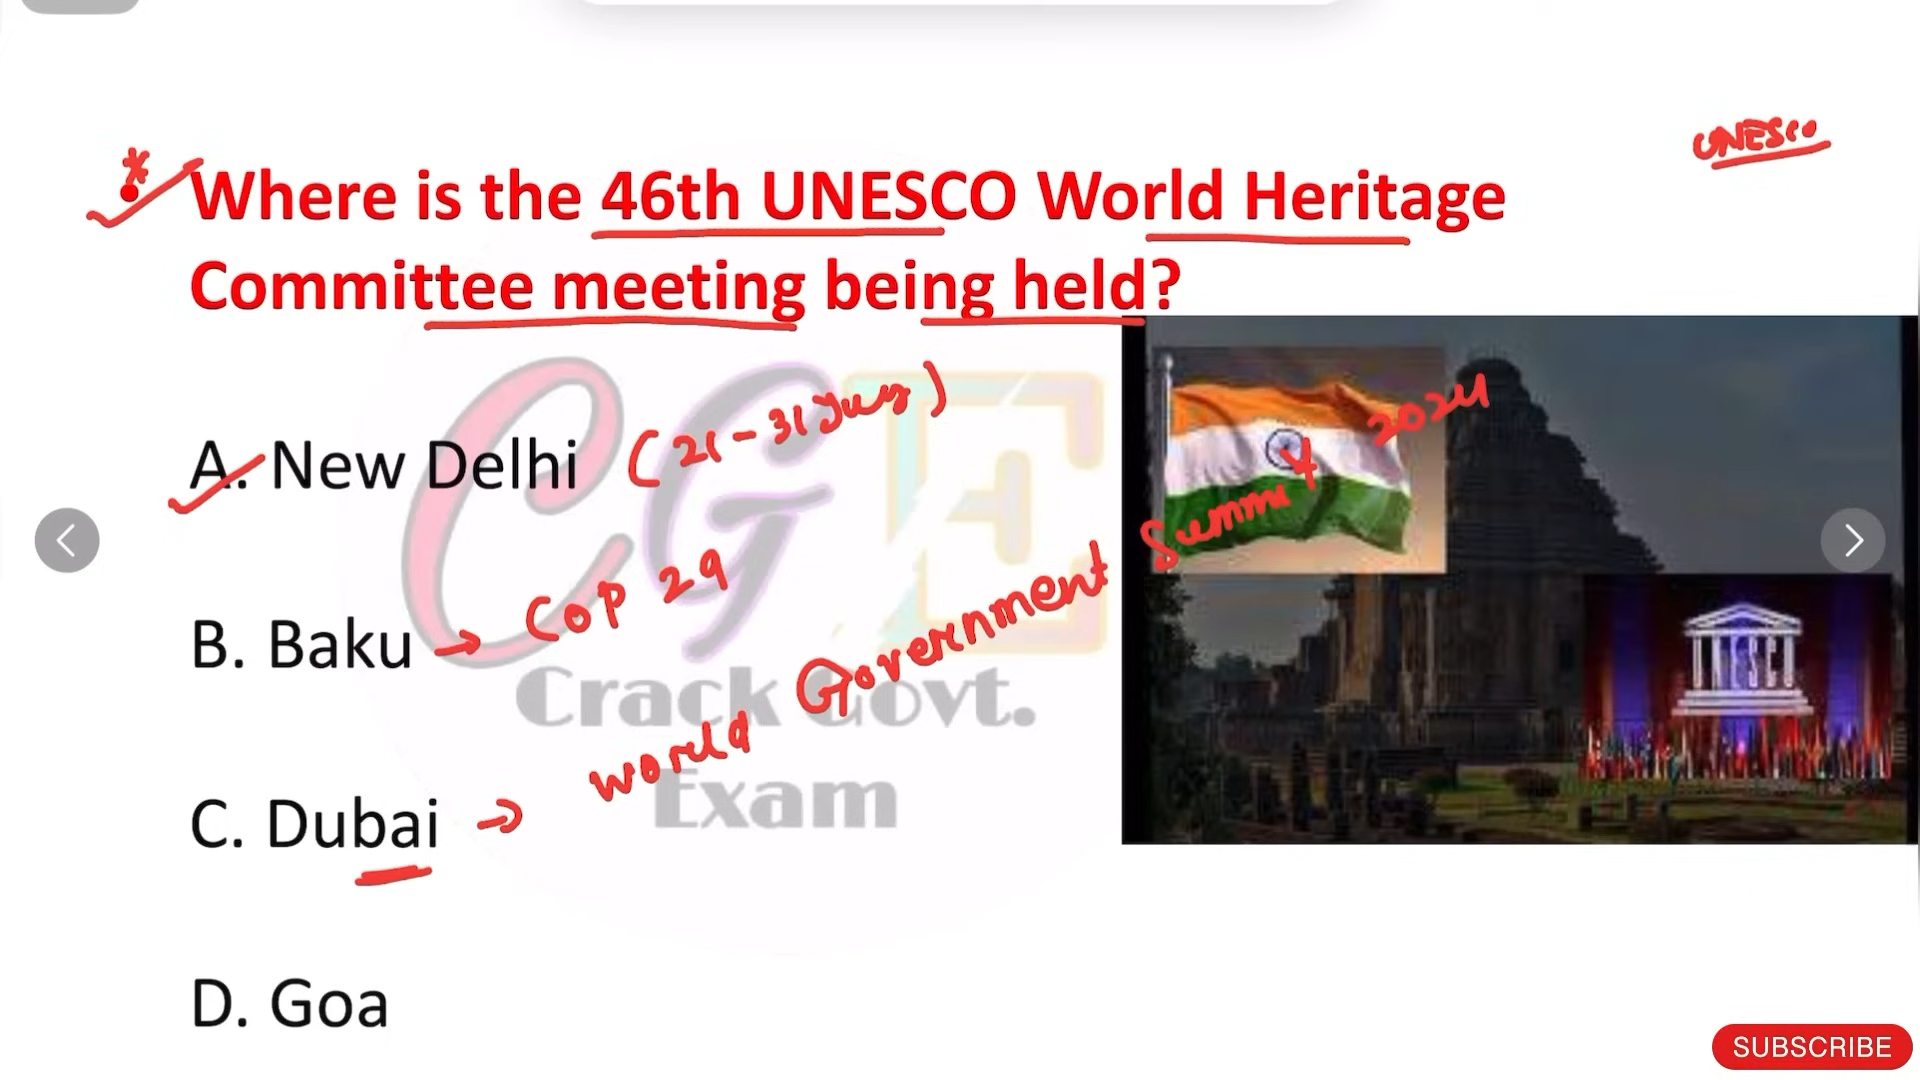 UNESCO
Where is the 46th UNESCO World Heritage
Committee meeting being held?
A. New Delhi (21-31 July)
B. Baku → COP 29
C. Dubai → World Government Summit 2024
D. Goa
CGE
Crack Govt.
Exam
UNESCO
SUBSCRIBE